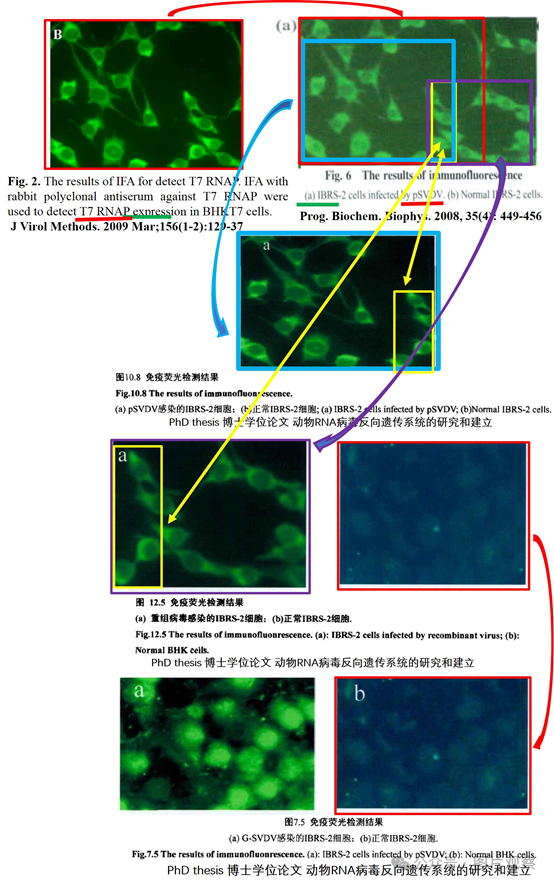 B
(a)
Fig. 2. The results of IFA for detect T7 RNAP. IFA with
rabbit polyclonal antiserum against T7 RNAP were
used to detect T7 RNAP expression in BHKT7 cells.
J Virol Methods. 2009 Mar;156(1-2):129-37
Fig. 6 The results of immunofluorescence
(a) IBRS-2 cells infected by pSVDV. (b) Normal IBRS-2 cells.
Prog. Biochem. Biophys. 2008, 35(4): 449-456
a
图10.8 免疫荧光检测结果
Fig.10.8 The results of immunofluorescence.
(a) pSVDV感染的IBRS-2细胞；(b)正常IBRS-2细胞; (a) IBRS-2 cells infected by pSVDV; (b)Normal IBRS-2 cells.
PhD thesis 博士学位论文 动物RNA病毒反向遗传系统的研究和建立
a
图 12.5 免疫荧光检测结果
(a) 重组病毒感染的IBRS-2细胞；(b)正常IBRS-2细胞.
Fig.12.5 The results of immunofluonrescence. (a): IBRS-2 cells infected by recombinant virus; (b):
Normal BHK ceils.
PhD thesis 博士学位论文 动物RNA病毒反向遗传系统的研究和建立
a
b
图7.5 免疫荧光检测结果
(a) G-SVDV感染的IBRS-2细胞；(b)正常IBRS-2细胞.
Fig.7.5 The results of immunofluonrescence. (a): IBRS-2 cells infected by pSVDV; (b): Normal BHK cells.
公众号 · 图片观察
PhD thesis 博士学位论文 动物RNA病毒反向遗传系统的研究和建立